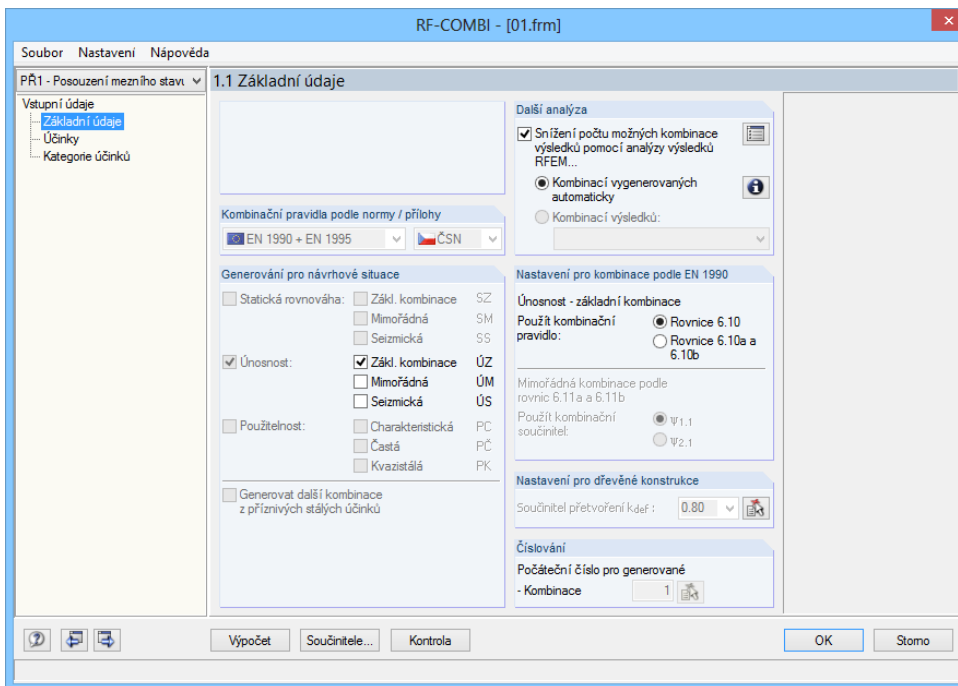 RF-COMBI - [01.frm]
Soubor Nastavení Nápověda
PŘ1 - Posouzení mezního stavu
1.1 Základní údaje
Vstupní údaje
Základní údaje
Účinky
Kategorie účinků
Kombinační pravidla podle normy / přílohy
EN 1990 + EN 1995
ČSN
Generování pro návrhové situace
Statická rovnováha:
Zákl. kombinace SZ
Mimořádná SM
Seizmická SS
Únosnost:
Zákl. kombinace ÚZ
Mimořádná ÚM
Seizmická ÚS
Použitelnost:
Charakteristická PC
Častá PČ
Kvazistálá PK
Generovat další kombinace
z příznivých stálých účinků
Další analýza
Snížení počtu možných kombinace
výsledků pomocí analýzy výsledků
RFEM...
Kombinací vygenerovaných
automaticky
Kombinací výsledků:
Nastavení pro kombinace podle EN 1990
Únosnost - základní kombinace
Použít kombinační
pravidlo:
Rovnice 6.10
Rovnice 6.10a a
6.10b
Mimořádná kombinace podle
rovnic 6.11a a 6.11b
Použít kombinační
součinitel:
Ψ1.1
Ψ2.1
Nastavení pro dřevěné konstrukce
Součinitel přetvoření kdef : 0.80
Číslování
Počáteční číslo pro generované
- Kombinace 1
Výpočet Součinitele... Kontrola OK Storno